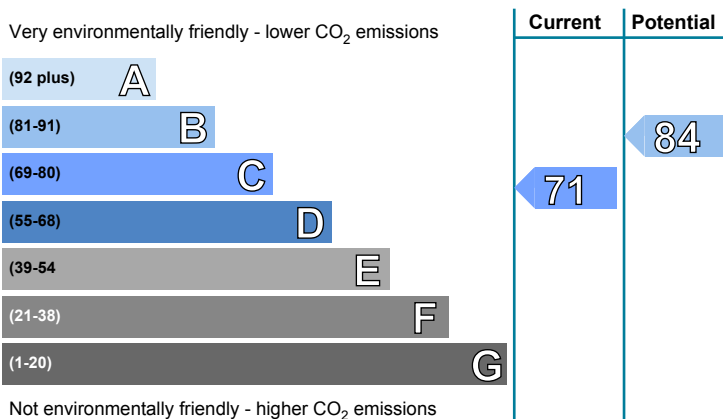 Current Potential
Very environmentally friendly - lower CO2 emissions
(92 plus) A
(81-91) B
84
(69-80) C
71
(55-68) D
(39-54 E
(21-38) F
(1-20) G
Not environmentally friendly - higher CO2 emissions